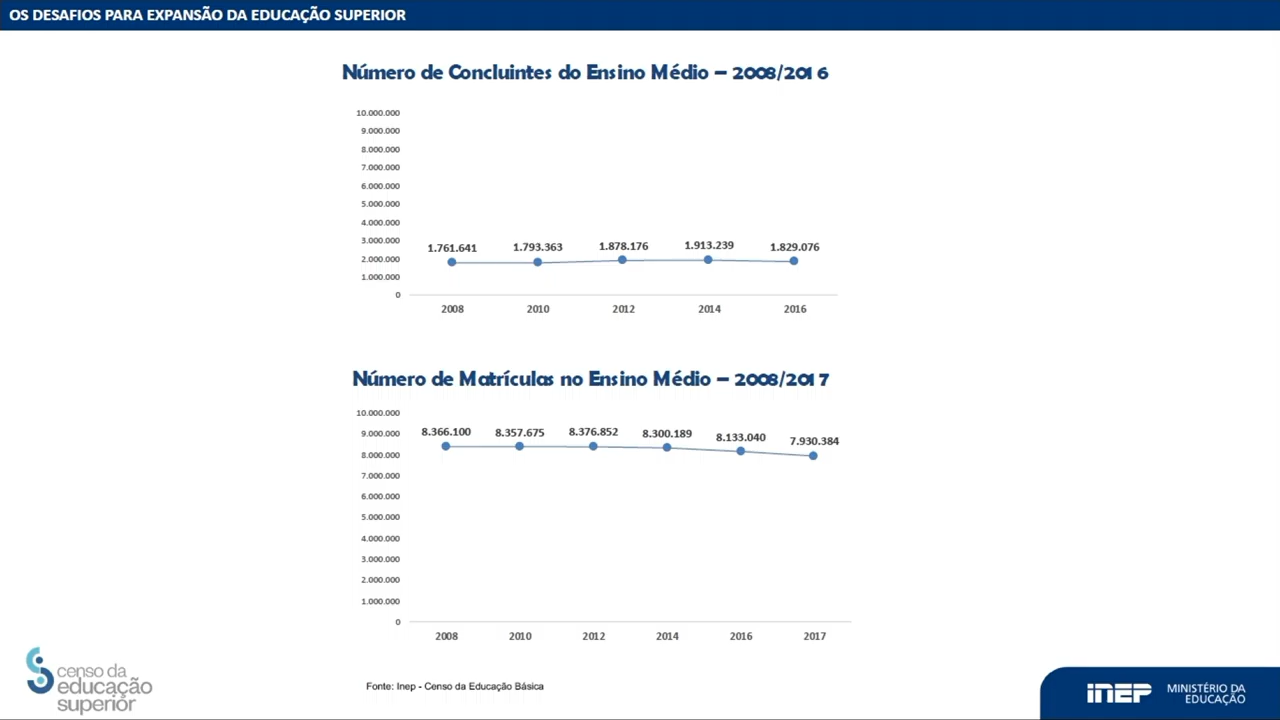 OS DESAFIOS PARA EXPANSÃO DA EDUCAÇÃO SUPERIOR
Número de Concluintes do Ensino Médio – 2008/2016
10.000.000
9.000.000
8.000.000
7.000.000
6.000.000
5.000.000
4.000.000
3.000.000
2.000.000
1.000.000
0
1.761.641 1.793.363 1.878.176 1.913.239 1.829.076
2008 2010 2012 2014 2016
Número de Matrículas no Ensino Médio – 2008/2017
10.000.000
9.000.000
8.000.000
7.000.000
6.000.000
5.000.000
4.000.000
3.000.000
2.000.000
1.000.000
0
8.366.100 8.357.675 8.376.852 8.300.189 8.133.040 7.930.384
2008 2010 2012 2014 2016 2017
censo da
educação
superior
Fonte: Inep - Censo da Educação Básica
INEP
MINISTÉRIO DA
EDUCAÇÃO